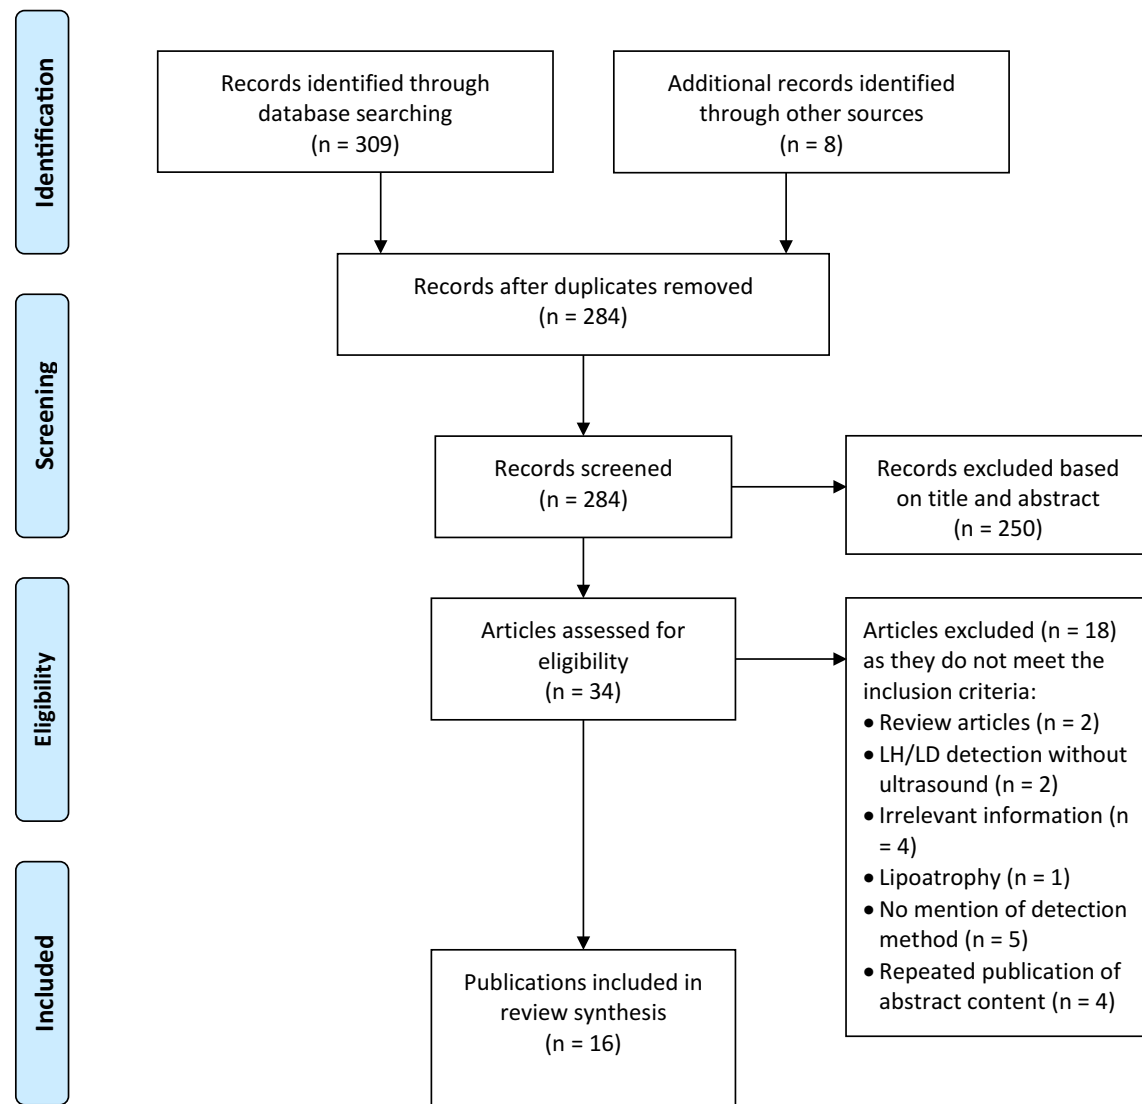 Identification
Records identified through
database searching
(n = 309)
Additional records identified
through other sources
(n = 8)
Records after duplicates removed
(n = 284)
Screening
Records screened
(n = 284)
Records excluded based
on title and abstract
(n = 250)
Eligibility
Articles assessed for
eligibility
(n = 34)
Articles excluded (n = 18)
as they do not meet the
inclusion criteria:
• Review articles (n = 2)
• LH/LD detection without
ultrasound (n = 2)
• Irrelevant information (n
= 4)
• Lipoatrophy (n = 1)
• No mention of detection
method (n = 5)
• Repeated publication of
abstract content (n = 4)
Included
Publications included in
review synthesis
(n = 16)